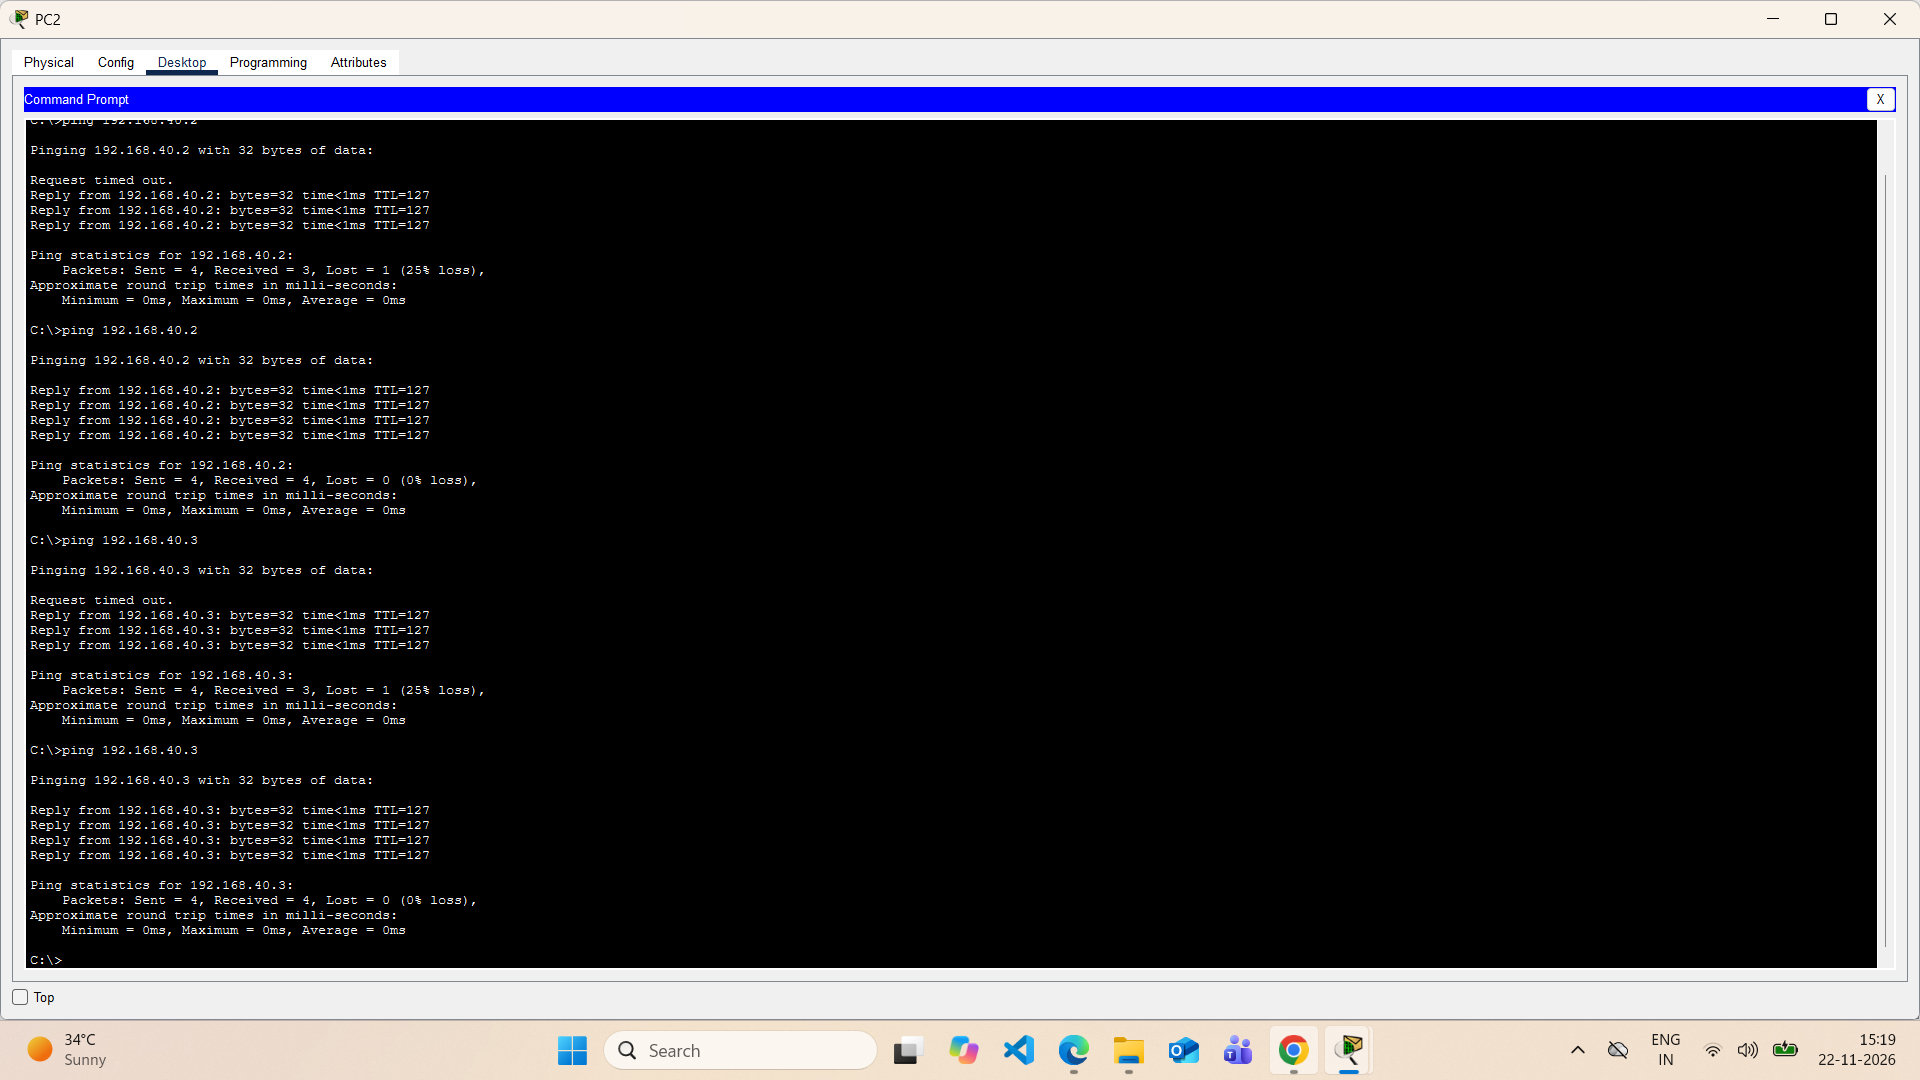 PC2
Physical Config Desktop Programming Attributes
Command Prompt X
C:\>ping 192.168.40.2
Pinging 192.168.40.2 with 32 bytes of data:
Request timed out.
Reply from 192.168.40.2: bytes=32 time<1ms TTL=127
Reply from 192.168.40.2: bytes=32 time<1ms TTL=127
Reply from 192.168.40.2: bytes=32 time<1ms TTL=127
Ping statistics for 192.168.40.2:
Packets: Sent = 4, Received = 3, Lost = 1 (25% loss),
Approximate round trip times in milli-seconds:
Minimum = 0ms, Maximum = 0ms, Average = 0ms
C:\>ping 192.168.40.2
Pinging 192.168.40.2 with 32 bytes of data:
Reply from 192.168.40.2: bytes=32 time<1ms TTL=127
Reply from 192.168.40.2: bytes=32 time<1ms TTL=127
Reply from 192.168.40.2: bytes=32 time<1ms TTL=127
Reply from 192.168.40.2: bytes=32 time<1ms TTL=127
Ping statistics for 192.168.40.2:
Packets: Sent = 4, Received = 4, Lost = 0 (0% loss),
Approximate round trip times in milli-seconds:
Minimum = 0ms, Maximum = 0ms, Average = 0ms
C:\>ping 192.168.40.3
Pinging 192.168.40.3 with 32 bytes of data:
Request timed out.
Reply from 192.168.40.3: bytes=32 time<1ms TTL=127
Reply from 192.168.40.3: bytes=32 time<1ms TTL=127
Reply from 192.168.40.3: bytes=32 time<1ms TTL=127
Ping statistics for 192.168.40.3:
Packets: Sent = 4, Received = 3, Lost = 1 (25% loss),
Approximate round trip times in milli-seconds:
Minimum = 0ms, Maximum = 0ms, Average = 0ms
C:\>ping 192.168.40.3
Pinging 192.168.40.3 with 32 bytes of data:
Reply from 192.168.40.3: bytes=32 time<1ms TTL=127
Reply from 192.168.40.3: bytes=32 time<1ms TTL=127
Reply from 192.168.40.3: bytes=32 time<1ms TTL=127
Reply from 192.168.40.3: bytes=32 time<1ms TTL=127
Ping statistics for 192.168.40.3:
Packets: Sent = 4, Received = 4, Lost = 0 (0% loss),
Approximate round trip times in milli-seconds:
Minimum = 0ms, Maximum = 0ms, Average = 0ms
C:\>
Top
34°C
Sunny
Search
ENG
IN
15:19
22-11-2026